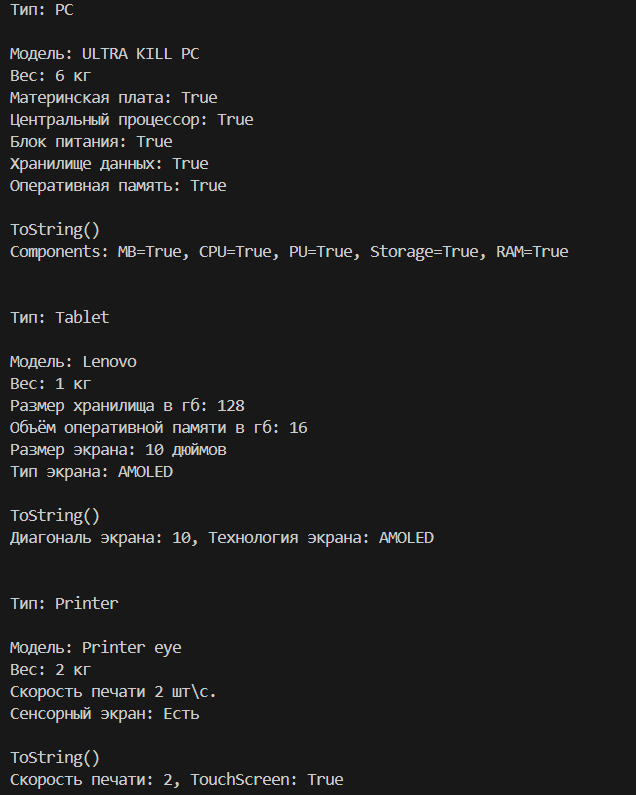 Тип: PC
Модель: ULTRA KILL PC
Вес: 6 кг
Материнская плата: True
Центральный процессор: True
Блок питания: True
Хранилище данных: True
Оперативная память: True
ToString()
Components: MB=True, CPU=True, PU=True, Storage=True, RAM=True
Тип: Tablet
Модель: Lenovo
Вес: 1 кг
Размер хранилища в гб: 128
Объём оперативной памяти в гб: 16
Размер экрана: 10 дюймов
Тип экрана: AMOLED
ToString()
Диагональ экрана: 10, Технология экрана: AMOLED
Тип: Printer
Модель: Printer eye
Вес: 2 кг
Скорость печати 2 шт\с.
Сенсорный экран: Есть
ToString()
Скорость печати: 2, TouchScreen: True